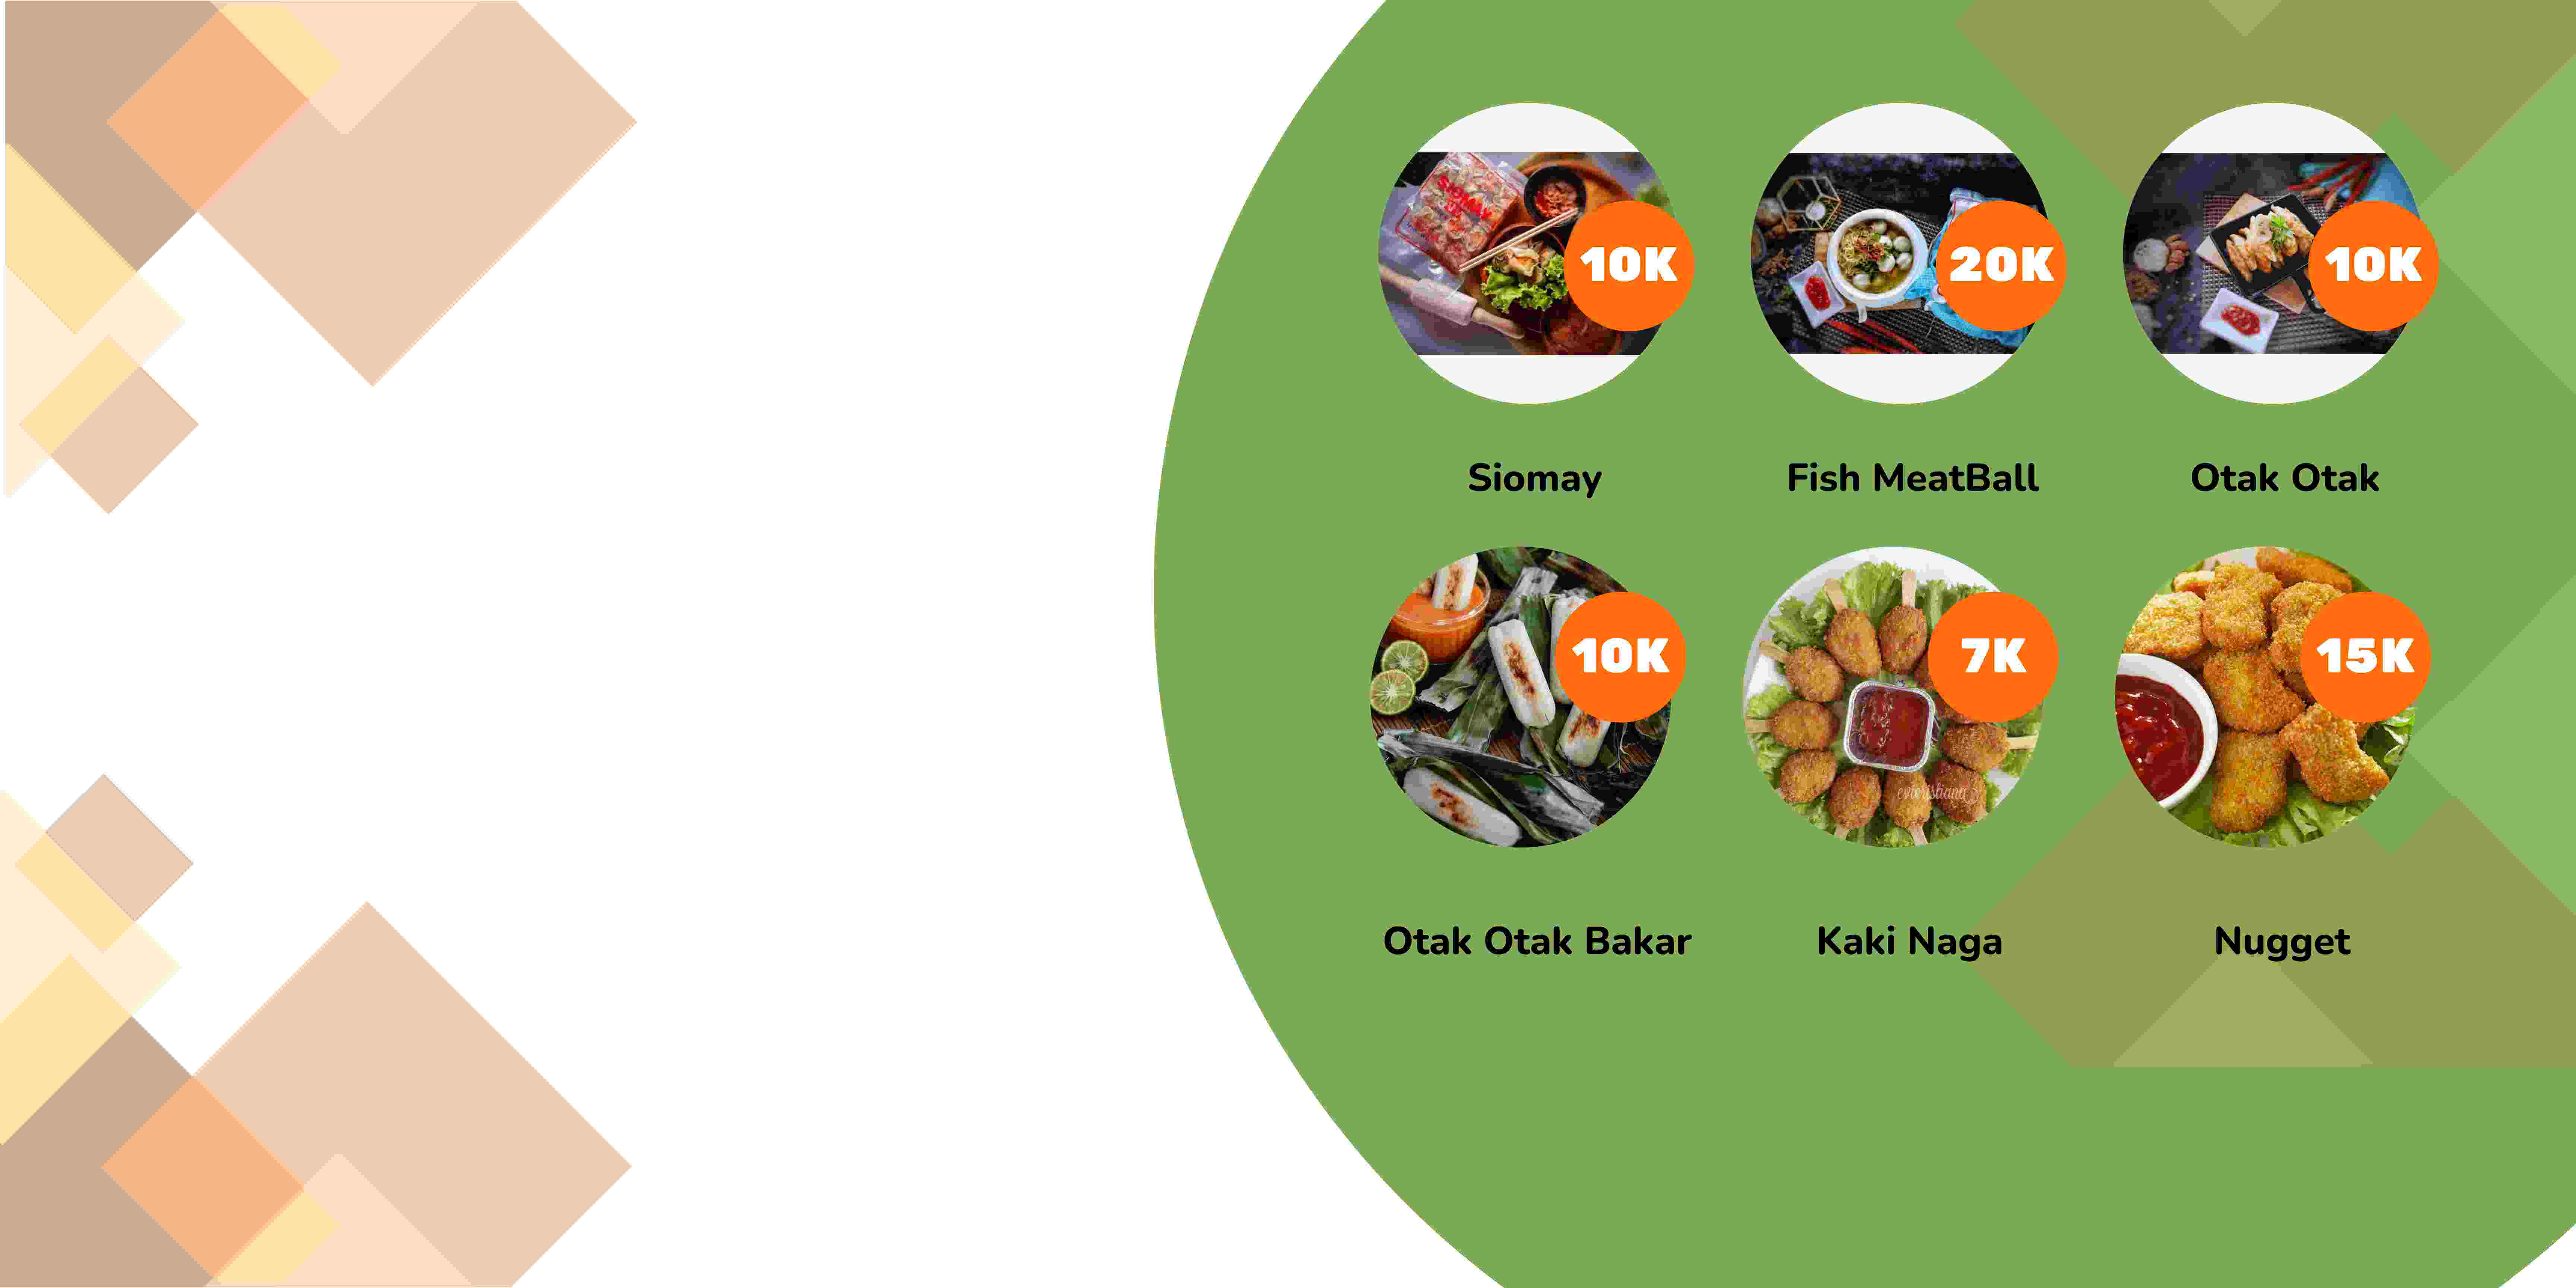 10K
20K
10K
Siomay
Fish MeatBall
Otak Otak
10K
7K
15K
Otak Otak Bakar
Kaki Naga
Nugget